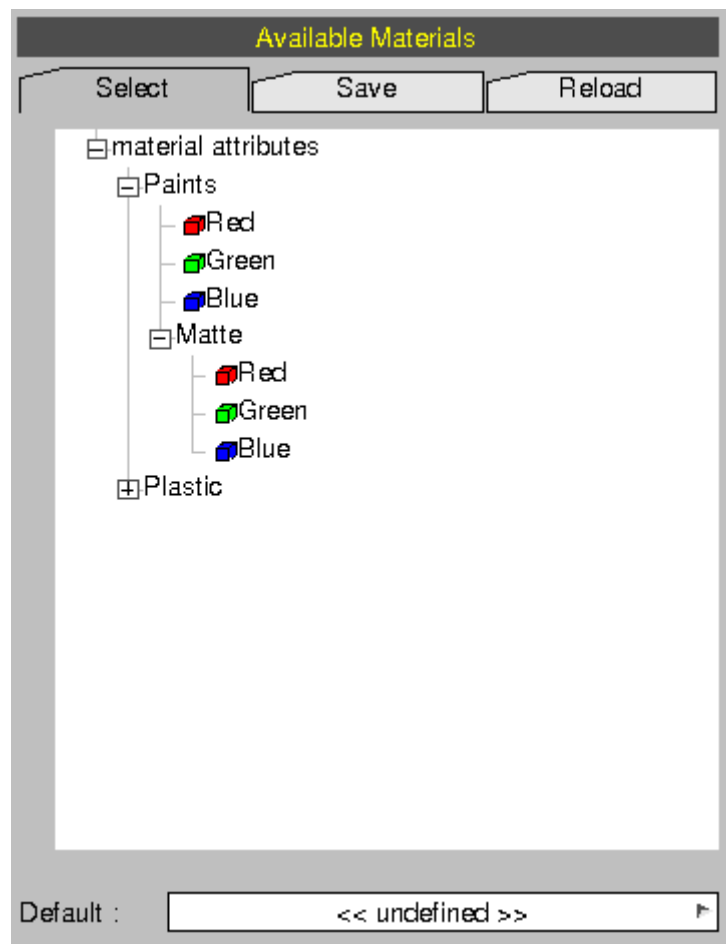 Available Materials
Select Save Reload
material attributes
Paints
Red
Green
Blue
Matte
Red
Green
Blue
Plastic
Default : << undefined >>